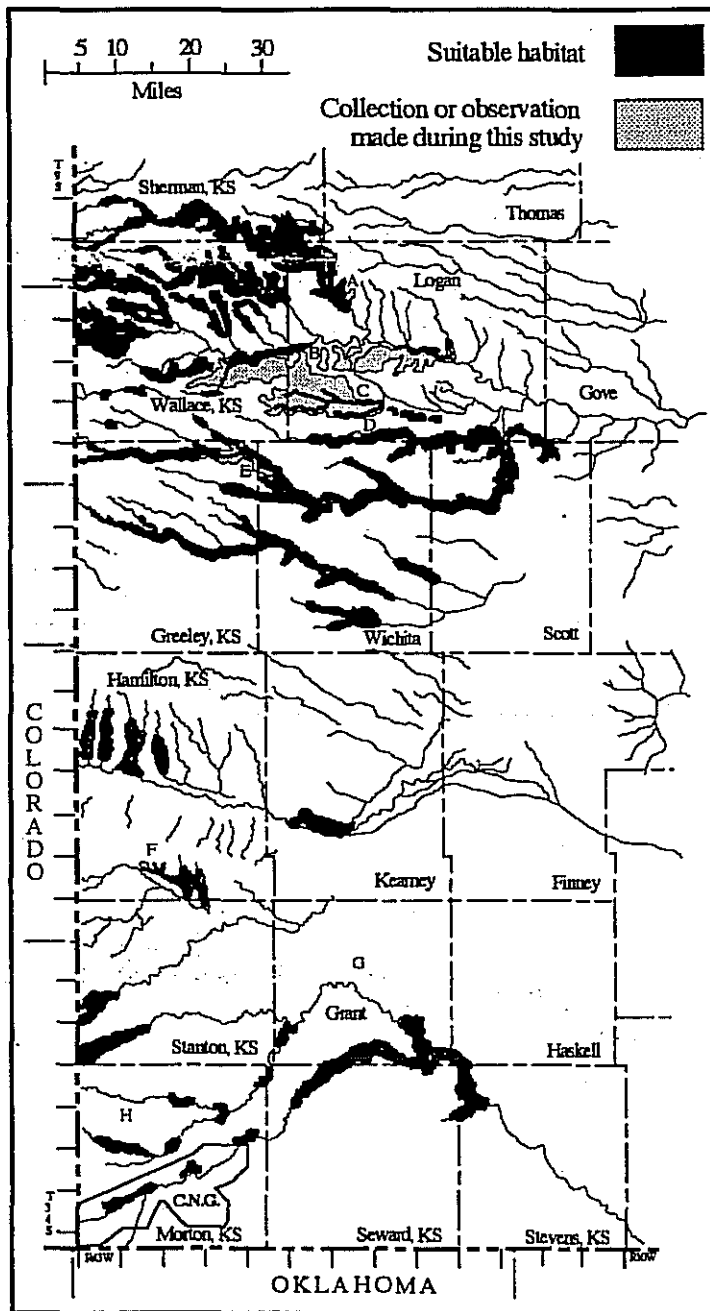 5 10 20 30
Miles
Suitable habitat
Collection or observation
made during this study
Sherman, KS
Thomas
A
Logan
B
C
Wallace, KS
Gove
D
E
Greeley, KS
Wichita
Scott
Hamilton, KS
COLORADO
F
Kearney
Finney
G
Grant
Stanton, KS
Haskell
H
C.N.G.
Morton, KS
Seward, KS
Stevens, KS
OKLAHOMA